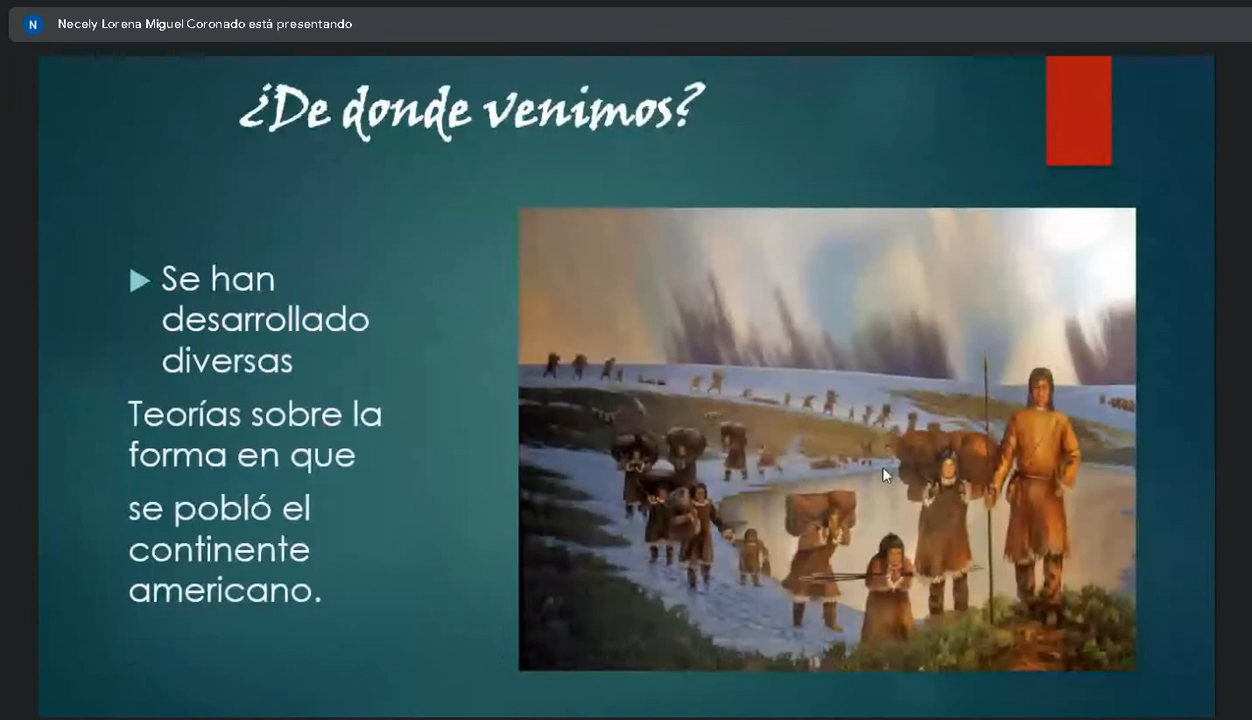 N
Necely Lorena Miguel Coronado está presentando
¿De donde venimos?
Se han
desarrollado
diversas
Teorías sobre la
forma en que
se pobló el
continente
americano.